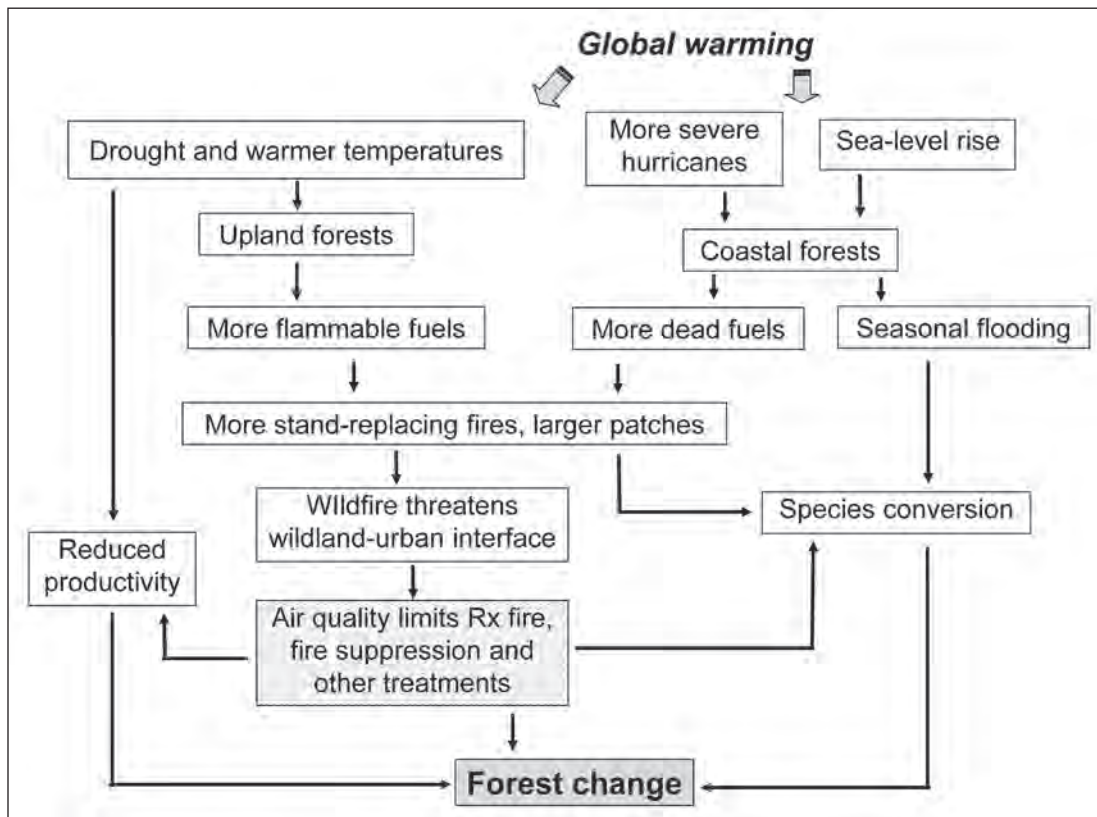 Global warming
Drought and warmer temperatures
More severe
hurricanes
Sea-level rise
Upland forests
Coastal forests
More flammable fuels
More dead fuels
Seasonal flooding
More stand-replacing fires, larger patches
WIldfire threatens
wildland-urban interface
Species conversion
Reduced
productivity
Air quality limits Rx fire,
fire suppression and
other treatments
Forest change